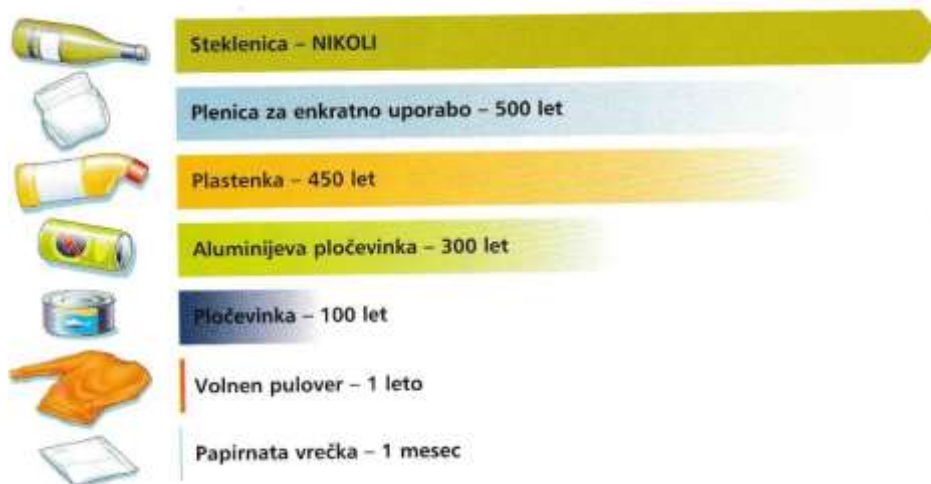 Steklenica – NIKOLI
Plenica za enkratno uporabo – 500 let
Plastenka – 450 let
Aluminijeva pločevinka – 300 let
Pločevinka – 100 let
Volnen pulover – 1 leto
Papirnata vrečka – 1 mesec